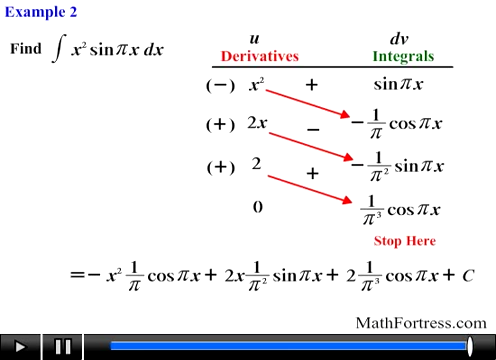 Example 2
Find ∫ x² sin πx dx
u dv
Derivatives Integrals
(−) x² + sin πx
(+) 2x − −1/π cos πx
(+) 2 + −1/π² sin πx
0 1/π³ cos πx
Stop Here
= − x² 1/π cos πx + 2x 1/π² sin πx + 2 1/π³ cos πx + C
MathFortress.com